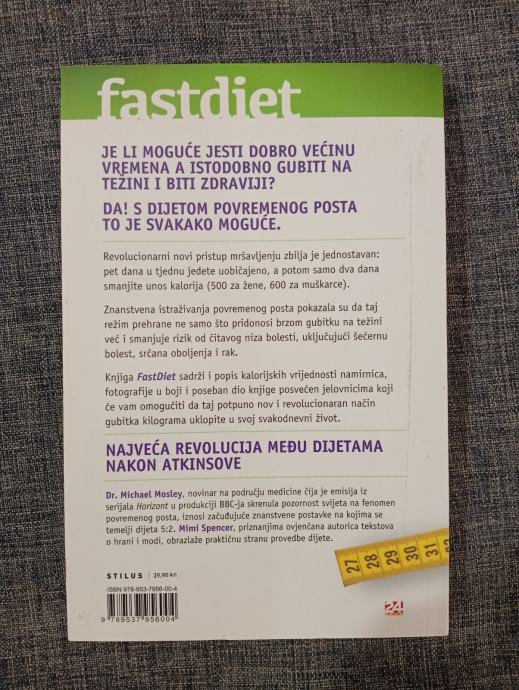 fastdiet
JE LI MOGUĆE JESTI DOBRO VEĆINU
VREMENA A ISTODOBNO GUBITI NA
TEŽINI I BITI ZDRAVIJI?
DA! S DIJETOM POVREMENOG POSTA
TO JE SVAKAKO MOGUĆE.
Revolucionarni novi pristup mršavljenju zbilja je jednostavan:
pet dana u tjednu jedete uobičajeno, a potom samo dva dana
smanjite unos kalorija (500 za žene, 600 za muškarce).
Znanstvena istraživanja povremenog posta pokazala su da taj
režim prehrane ne samo što pridonosi brzom gubitku na težini
već i smanjuje rizik od čitavog niza bolesti, uključujući šećernu
bolest, srčana oboljenja i rak.
Knjiga FastDiet sadrži i popis kalorijskih vrijednosti namirnica,
fotografije u boji i poseban dio knjige posvećen jelovnicima koji
će vam omogućiti da taj potpuno nov i revolucionaran način
gubitka kilograma uklopite u svoj svakodnevni život.
NAJVEĆA REVOLUCIJA MEĐU DIJETAMA
NAKON ATKINSOVE
Dr. Michael Mosley, novinar na području medicine čija je emisija iz
serijala Horizont u produkciji BBC-ja skrenula pozornost svijeta na fenomen
povremenog posta, iznosi začuđujuće znanstvene postavke na kojima se
temelji dijeta 5:2. Mimi Spencer, priznanjima ovjenčana autorica tekstova
o hrani i modi, obrazlaže praktičnu stranu provedbe dijete.
27 28 29 30 31
STILUS | 39,90 kn
ISBN 978-953-7956-00-4
9 789537 956004
24